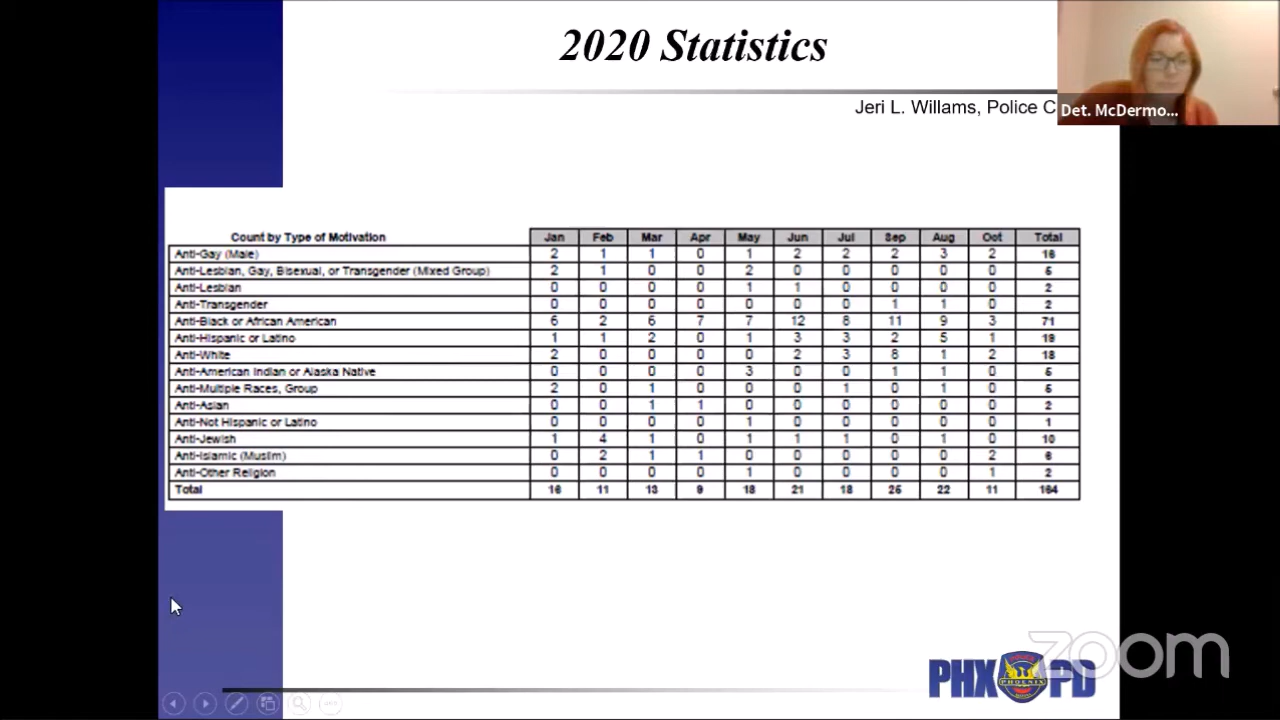 2020 Statistics
Jeri L. Willams, Police C
Det. McDermo...
Count by Type of Motivation Jan Feb Mar Apr May Jun Jul Sep Aug Oct Total
Anti-Gay (Male) 2 1 1 0 1 2 2 2 3 2 16
Anti-Lesbian, Gay, Bisexual, or Transgender (Mixed Group) 2 1 0 0 2 0 0 0 0 0 5
Anti-Lesbian 0 0 0 0 1 1 0 0 0 0 2
Anti-Transgender 0 0 0 0 0 0 0 1 1 0 2
Anti-Black or African American 6 2 6 7 7 12 8 11 9 3 71
Anti-Hispanic or Latino 1 1 2 0 1 3 3 2 5 1 19
Anti-White 2 0 0 0 0 2 3 8 1 2 18
Anti-American Indian or Alaska Native 0 0 0 0 3 0 0 1 1 0 5
Anti-Multiple Races, Group 2 0 1 0 0 0 1 0 1 0 5
Anti-Asian 0 0 1 1 0 0 0 0 0 0 2
Anti-Not Hispanic or Latino 0 0 0 0 1 0 0 0 0 0 1
Anti-Jewish 1 4 1 0 1 1 1 0 1 0 10
Anti-Islamic (Muslim) 0 2 1 1 0 0 0 0 0 2 6
Anti-Other Religion 0 0 0 0 1 0 0 0 0 1 2
Total 16 11 13 9 18 21 18 25 22 11 164
zoom
PHX PD
PHOENIX